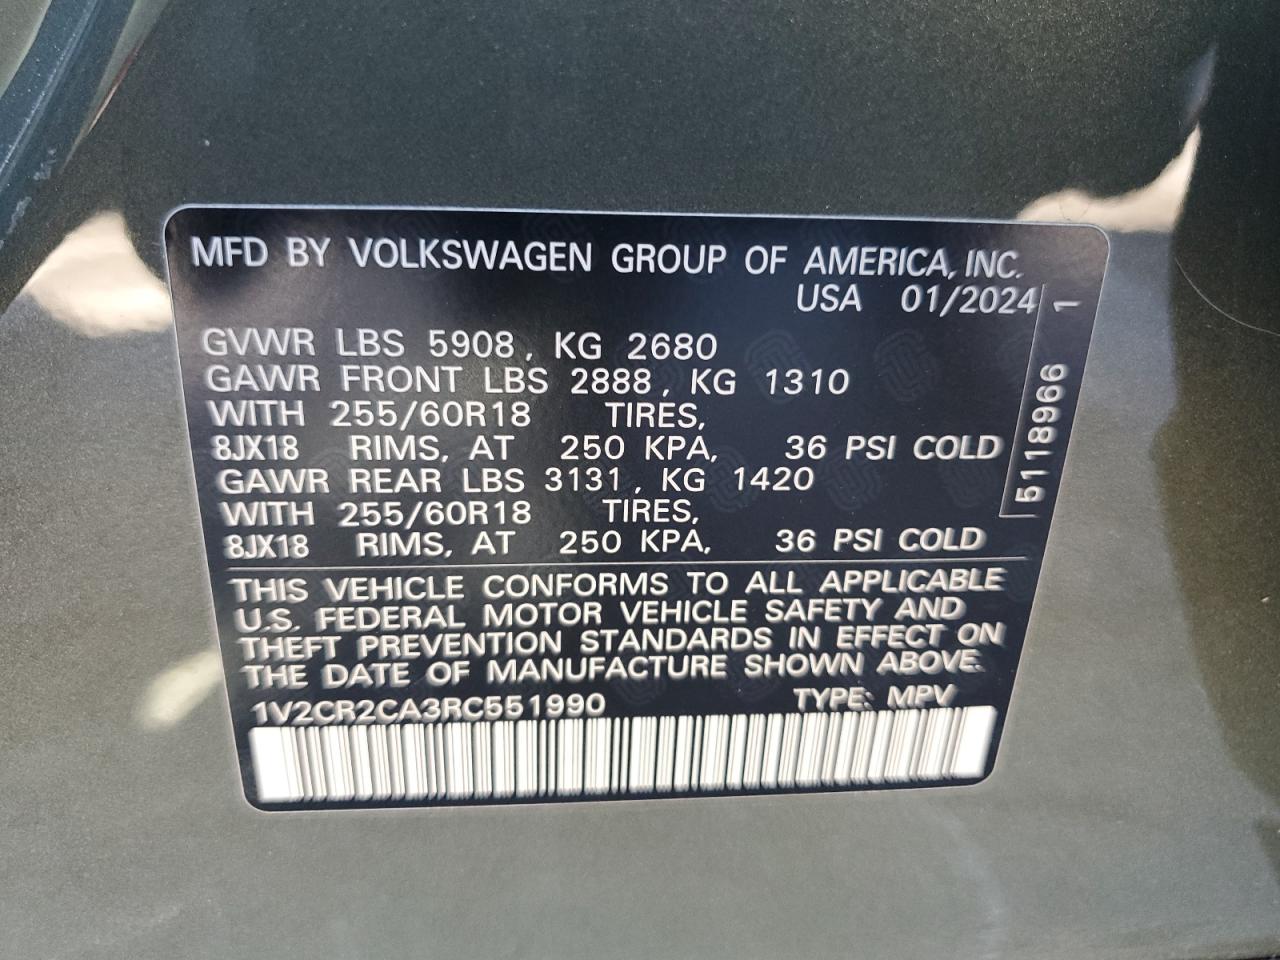 MFD BY VOLKSWAGEN GROUP OF AMERICA, INC.
USA 01/2024
GVWR LBS 5908, KG 2680
GAWR FRONT LBS 2888, KG 1310
WITH 255/60R18 TIRES,
8JX18 RIMS, AT 250 KPA, 36 PSI COLD
GAWR REAR LBS 3131, KG 1420
WITH 255/60R18 TIRES,
8JX18 RIMS, AT 250 KPA, 36 PSI COLD
5118966 1
THIS VEHICLE CONFORMS TO ALL APPLICABLE
U.S. FEDERAL MOTOR VEHICLE SAFETY AND
THEFT PREVENTION STANDARDS IN EFFECT ON
THE DATE OF MANUFACTURE SHOWN ABOVE.
1V2CR2CA3RC551990 TYPE: MPV